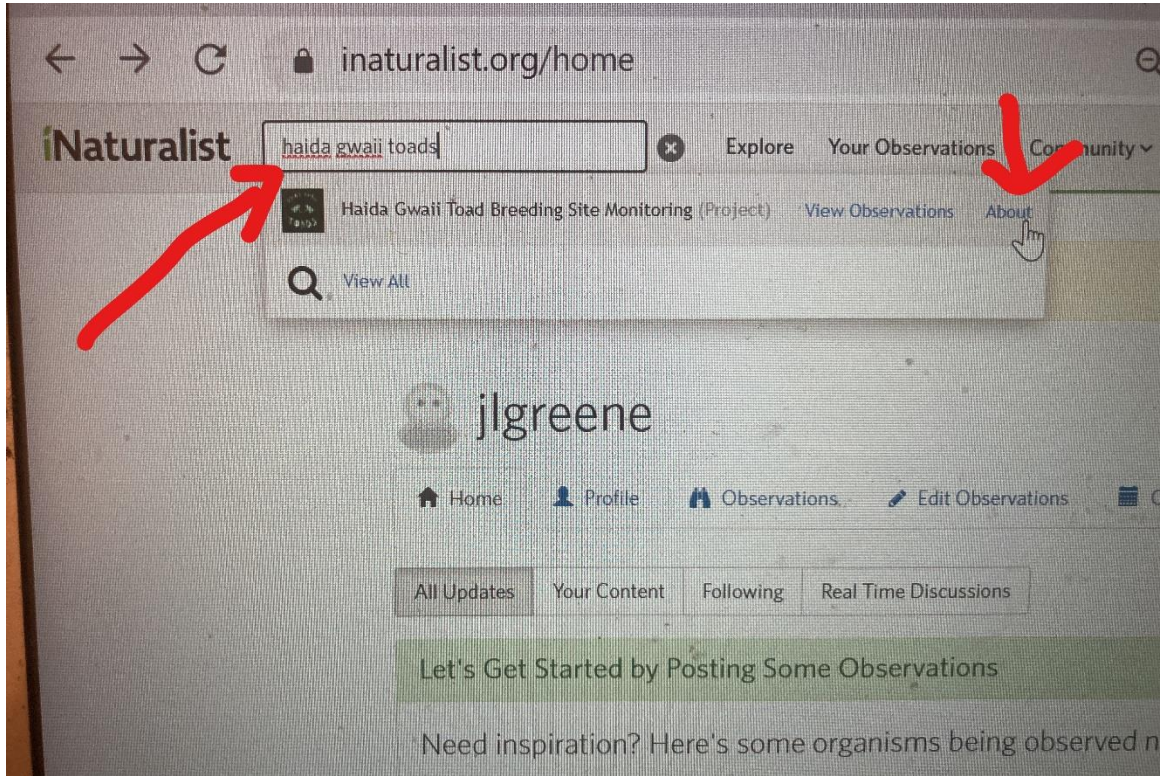 inaturalist.org/home
iNaturalist haida gwaii toads Explore Your Observations Community
Haida Gwaii Toad Breeding Site Monitoring (Project) View Observations About
View All
jlgreene
Home Profile Observations Edit Observations
All Updates Your Content Following Real Time Discussions
Let's Get Started by Posting Some Observations
Need inspiration? Here's some organisms being observed n